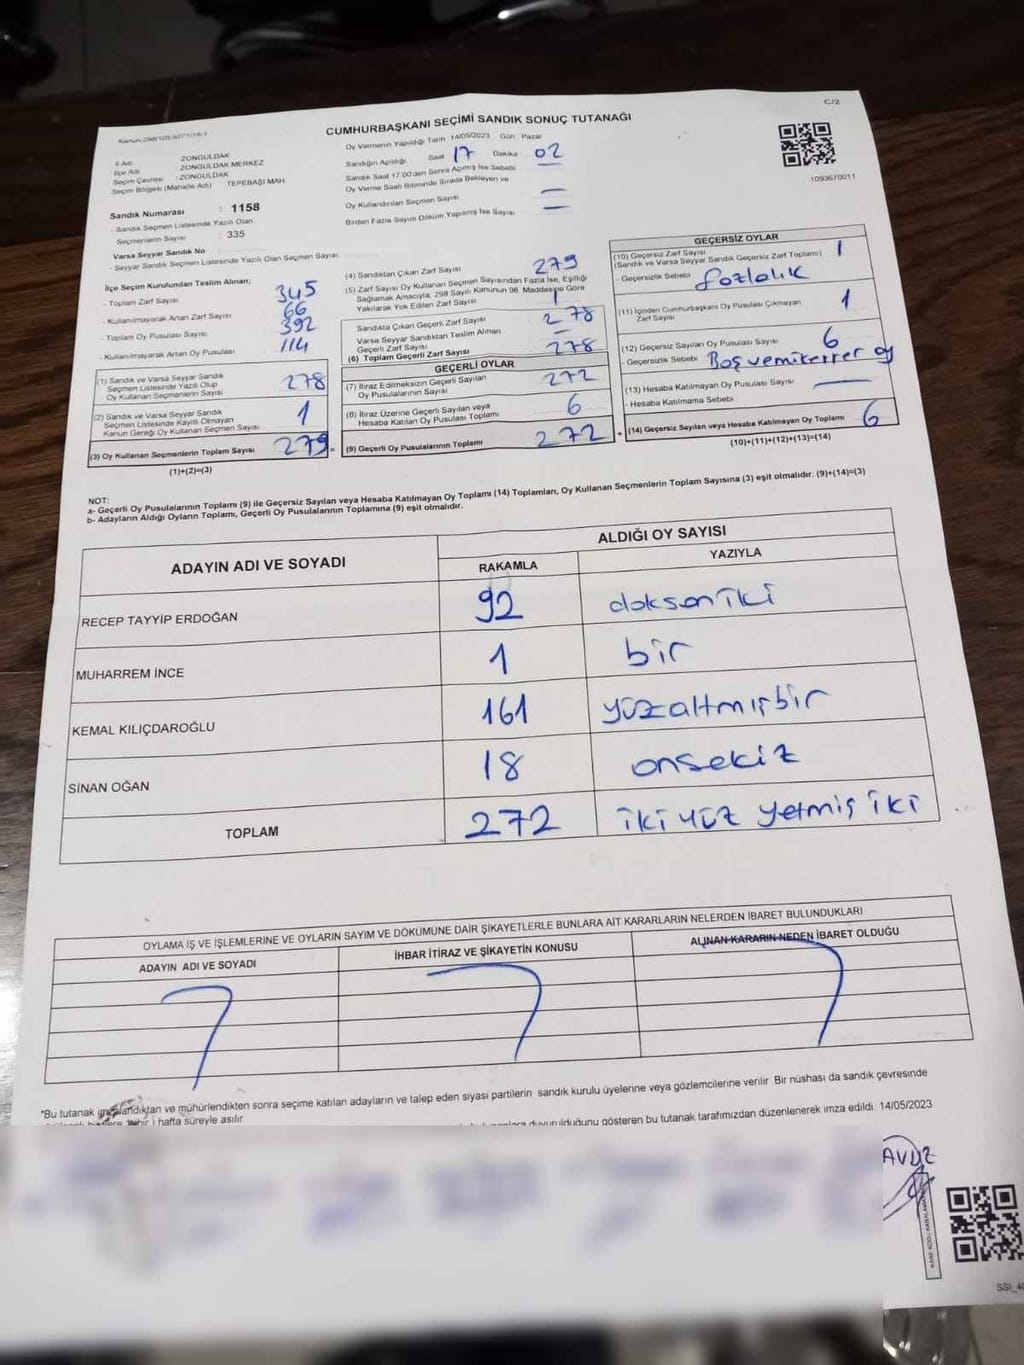 C./2
CUMHURBAŞKANI SEÇİMİ SANDIK SONUÇ TUTANAĞI
İl Adı ZONGULDAK
İlçe Adı ZONGULDAK MERKEZ
Seçim Çevresi : ZONGULDAK
Seçim Bölgesi (Mahalle Adı) TEPEBAŞI MAH.
Oy Vermenin Yapıldığı Tarih 14/05/2023 Gün Pazar
Sandığın Açıldığı Saat 17 Dakika 02
Sandık Saat 17:00'den Sonra Açılmış İse Sebebi —
Oy Verme Saati Bitiminde Sırada Bekleyen ve
Oy Kullandırılan Seçmen Sayısı —
Birden Fazla Sayım Döküm Yapılmış İse Sayısı —
1093670011
Sandık Numarası : 1158
- Sandık Seçmen Listesinde Yazılı Olan
Seçmenlerin Sayısı : 335
Varsa Seyyar Sandık No
- Seyyar Sandık Seçmen Listesinde Yazılı Olan Seçmen Sayısı
İlçe Seçim Kurulundan Teslim Alınan;
- Toplam Zarf Sayısı 345
- Kullanılmayarak Artan Zarf Sayısı 66
- Toplam Oy Pusulası Sayısı 392
- Kullanılmayarak Artan Oy Pusulası 114
(1) Sandık ve Varsa Seyyar Sandık
Seçmen Listesinde Yazılı Olup
Oy Kullanan Seçmenlerin Sayısı 278
(2) Sandık ve Varsa Seyyar Sandık
Seçmen Listesinde Kayıtlı Olmayan
Kanun Gereği Oy Kullanan Seçmen Sayısı 1
(3) Oy Kullanan Seçmenlerin Toplam Sayısı 279
(1)+(2)=(3)
(4) Sandıktan Çıkan Zarf Sayısı 279
(5) Zarf Sayısı Oy Kullanan Seçmen Sayısından Fazla İse, Eşitliği
Sağlamak Amacıyla, 298 Sayılı Kanunun 98. Maddesine Göre
Yakılarak Yok Edilen Zarf Sayısı 1
Sandıkta Çıkan Geçerli Zarf Sayısı 278
Varsa Seyyar Sandıktan Teslim Alınan
Geçerli Zarf Sayısı —
(6) Toplam Geçerli Zarf Sayısı 278
GEÇERLİ OYLAR
(7) İtiraz Edilmeksizin Geçerli Sayılan
Oy Pusulalarının Sayısı 272
(8) İtiraz Üzerine Geçerli Sayılan veya
Hesaba Katılan Oy Pusulası Toplamı 6
(9) Geçerli Oy Pusulalarının Toplamı 272
GEÇERSİZ OYLAR
(10) Geçersiz Zarf Sayısı
(Sandık ve Varsa Seyyar Sandık Geçersiz Zarf Toplamı) 1
- Geçersizlik Sebebi fazlalık
(11) İçinden Cumhurbaşkanı Oy Pusulası Çıkmayan
Zarf Sayısı 1
(12) Geçersiz Sayılan Oy Pusulası Sayısı 6
- Geçersizlik Sebebi Boş ve mükerrer oy
(13) Hesaba Katılmayan Oy Pusulası Sayısı —
- Hesaba Katılmama Sebebi
(14) Geçersiz Sayılan veya Hesaba Katılmayan Oy Toplamı 6
(10)+(11)+(12)+(13)=(14)
NOT:
a- Geçerli Oy Pusulalarının Toplamı (9) ile Geçersiz Sayılan veya Hesaba Katılmayan Oy Toplamı (14) Toplamları, Oy Kullanan Seçmenlerin Toplam Sayısına (3) eşit olmalıdır. (9)+(14)=(3)
b- Adayların Aldığı Oyların Toplamı, Geçerli Oy Pusulalarının Toplamına (9) eşit olmalıdır.
ADAYIN ADI VE SOYADI ALDIĞI OY SAYISI
RAKAMLA YAZIYLA
RECEP TAYYİP ERDOĞAN 92 doksan iki
MUHARREM İNCE 1 bir
KEMAL KILIÇDAROĞLU 161 yüzaltmışbir
SİNAN OĞAN 18 onsekiz
TOPLAM 272 iki yüz yetmiş iki
OYLAMA İŞ VE İŞLEMLERİNE VE OYLARIN SAYIM VE DÖKÜMÜNE DAİR ŞİKAYETLERLE BUNLARA AİT KARARLARIN NELERDEN İBARET BULUNDUKLARI
ADAYIN ADI VE SOYADI İHBAR İTİRAZ VE ŞİKAYETİN KONUSU ALINAN KARARIN NEDEN İBARET OLDUĞU
*Bu tutanak imzalandıktan ve mühürlendikten sonra seçime katılan adayların ve talep eden siyasi partilerin sandık kurulu üyelerine veya gözlemcilerine verilir. Bir nüshası da sandık çevresinde
hafta süreyle asılır.
duyurulduğunu gösteren bu tutanak tarafımızdan düzenlenerek imza edildi. 14/05/2023
AVUZ